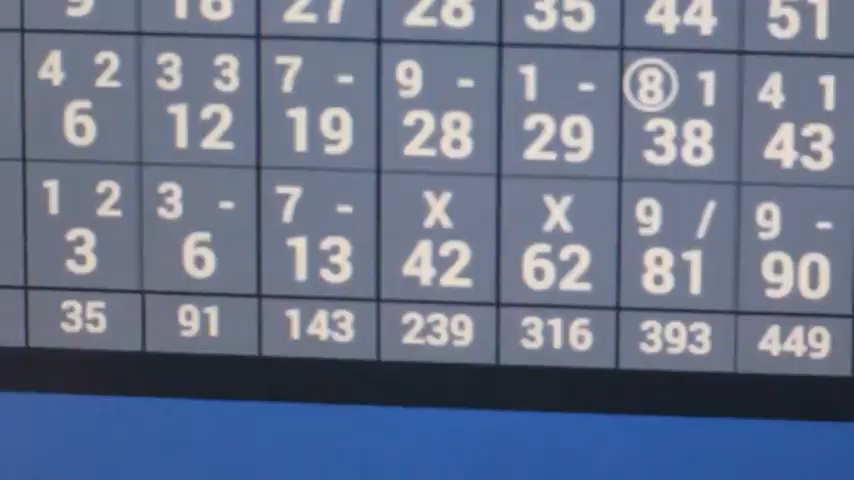 9 18 27 28 35 44 51
4 2 3 3 7 - 9 - 1 - 8 1 4 1
6 12 19 28 29 38 43
1 2 3 - 7 - X X 9 / 9 -
3 6 13 42 62 81 90
35 91 143 239 316 393 449